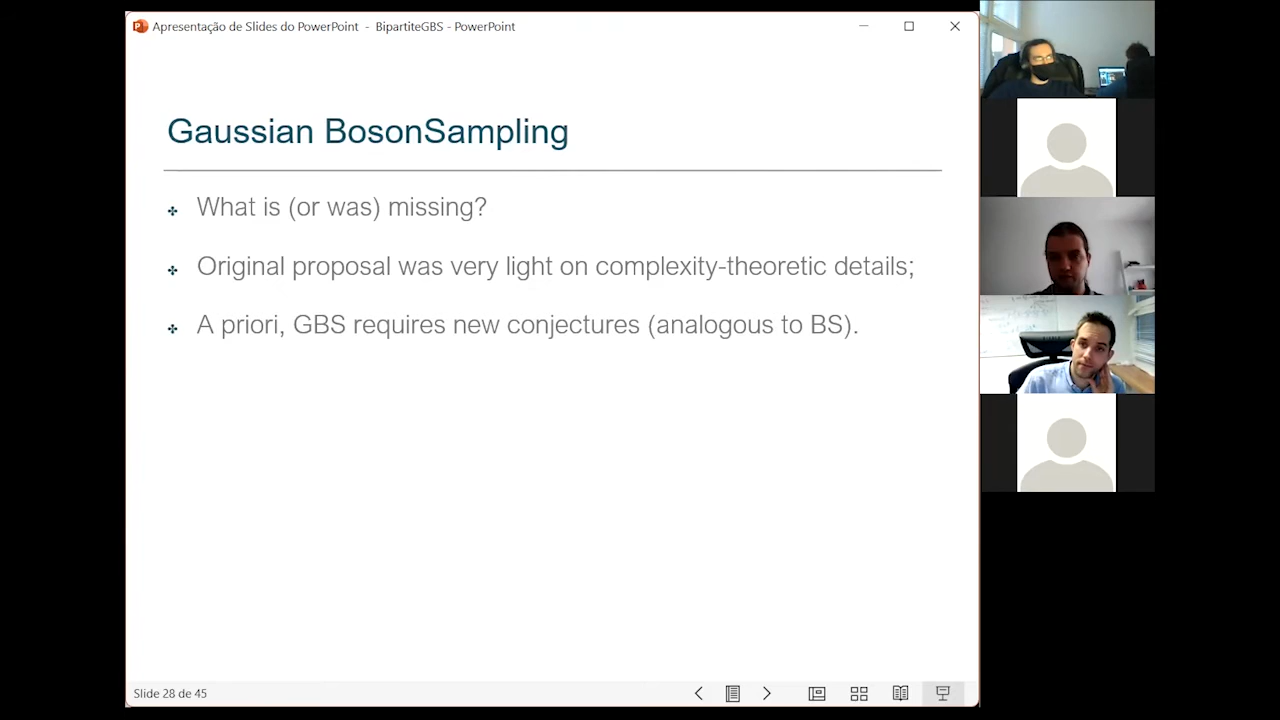 Apresentação de Slides do PowerPoint - BipartiteGBS - PowerPoint
Gaussian BosonSampling
What is (or was) missing?
Original proposal was very light on complexity-theoretic details;
A priori, GBS requires new conjectures (analogous to BS).
Slide 28 de 45